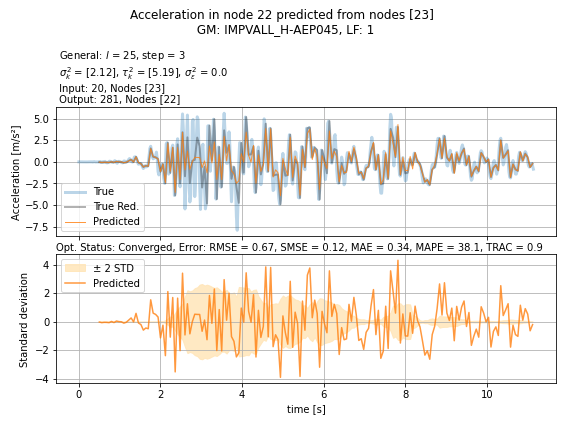 Acceleration in node 22 predicted from nodes [23]
GM: IMPVALL_H-AEP045, LF: 1
General: l = 25, step = 3
σ²ₖ = [2.12], τ²ₖ = [5.19], σ²ᵣ = 0.0
Input: 20, Nodes [23]
Output: 281, Nodes [22]
5.0
2.5
0.0
−2.5
−5.0
−7.5
Acceleration [m/s²]
True
True Red.
Predicted
Opt. Status: Converged, Error: RMSE = 0.67, SMSE = 0.12, MAE = 0.34, MAPE = 38.1, TRAC = 0.9
4
2
0
−2
−4
Standard deviation
± 2 STD
Predicted
0 2 4 6 8 10
time [s]